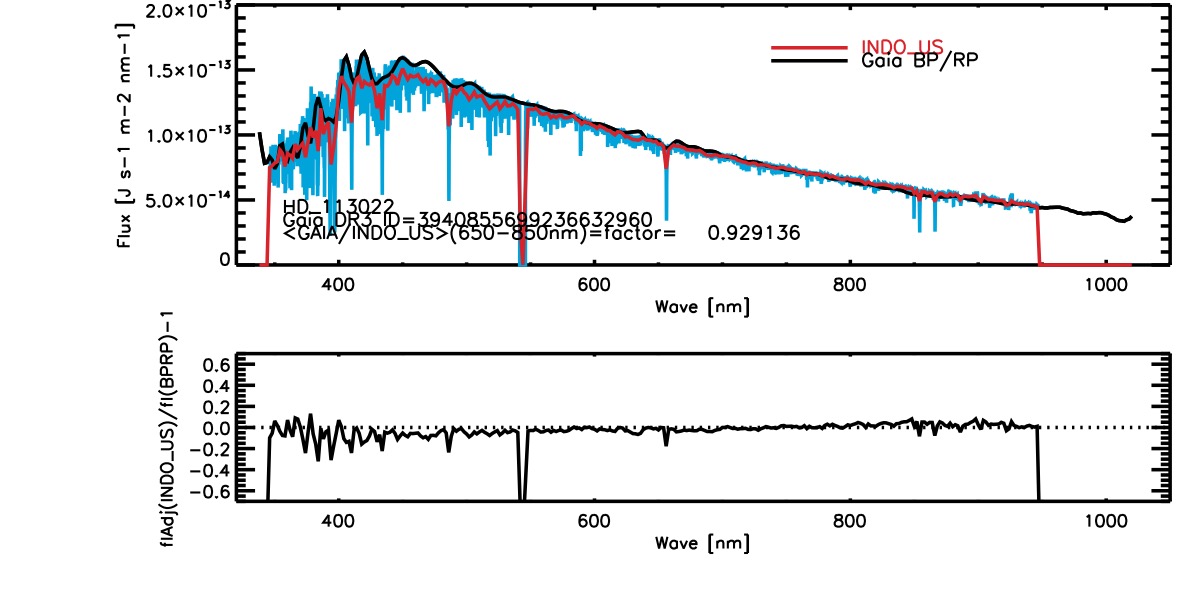 2.0×10−13
1.5×10−13
1.0×10−13
5.0×10−14
0
Flux [J s−1 m−2 nm−1]
INDO_US
Gaia BP/RP
HD_113022
Gaia DR3 ID=3940855699236632960
<GAIA/INDO_US>(650-850nm)=factor= 0.929136
400 600 800 1000
Wave [nm]
0.6
0.4
0.2
0.0
−0.2
−0.4
−0.6
flAdj(INDO_US)/fl(BPRP)−1
400 600 800 1000
Wave [nm]